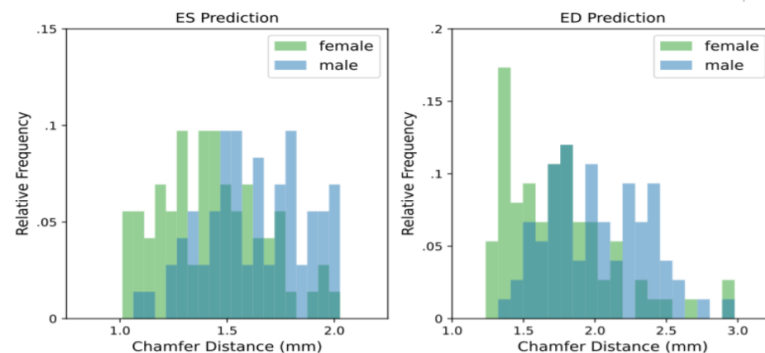 ES Prediction
.15
.1
.05
0
Relative Frequency
female
male
1.0
1.5
2.0
Chamfer Distance (mm)
ED Prediction
.2
.15
.1
.05
0
Relative Frequency
female
male
1.0
1.5
2.0
2.5
3.0
Chamfer Distance (mm)